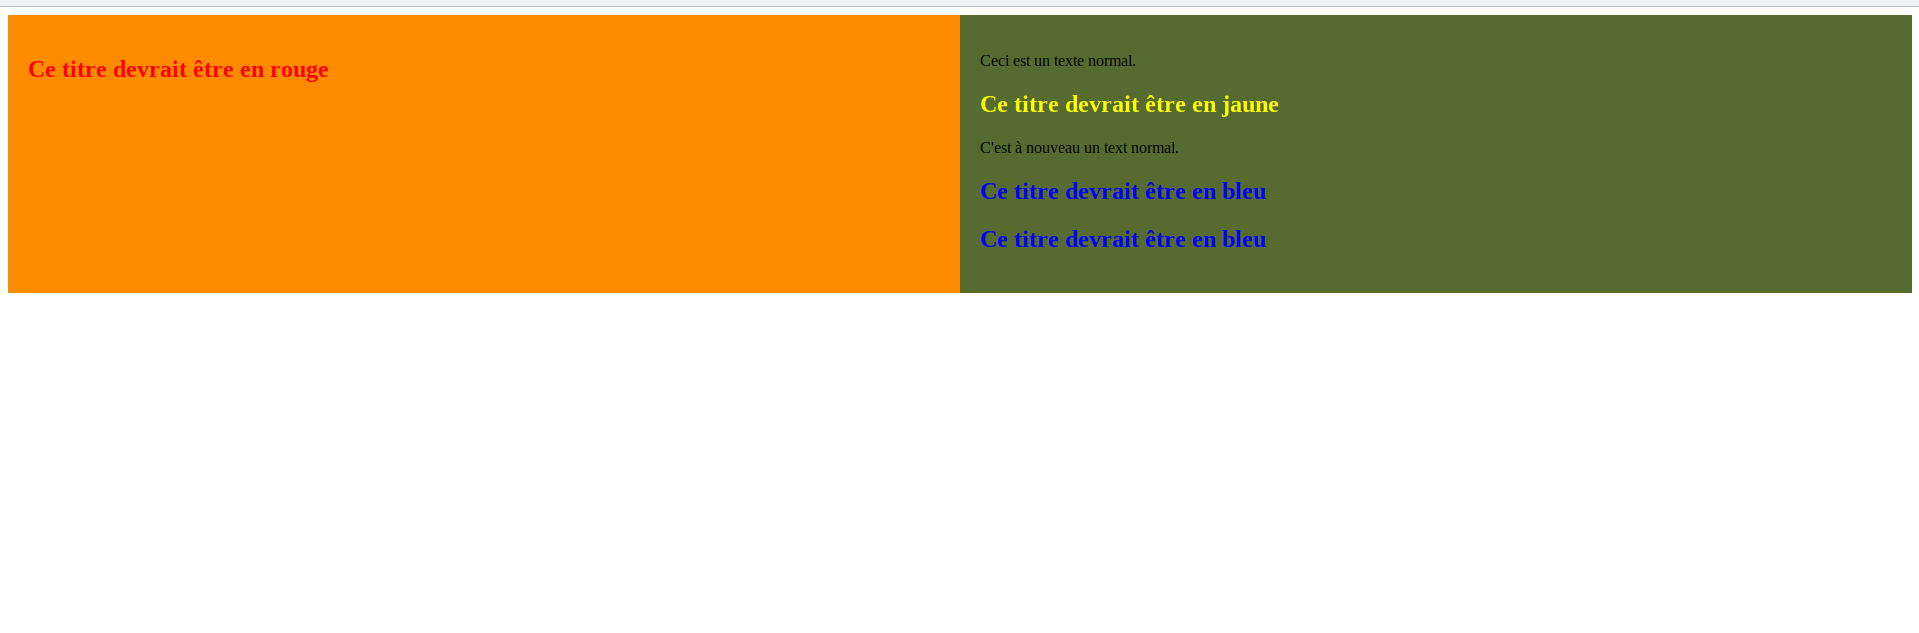 Ce titre devrait être en rouge
Ceci est un texte normal.
Ce titre devrait être en jaune
C'est à nouveau un text normal.
Ce titre devrait être en bleu
Ce titre devrait être en bleu